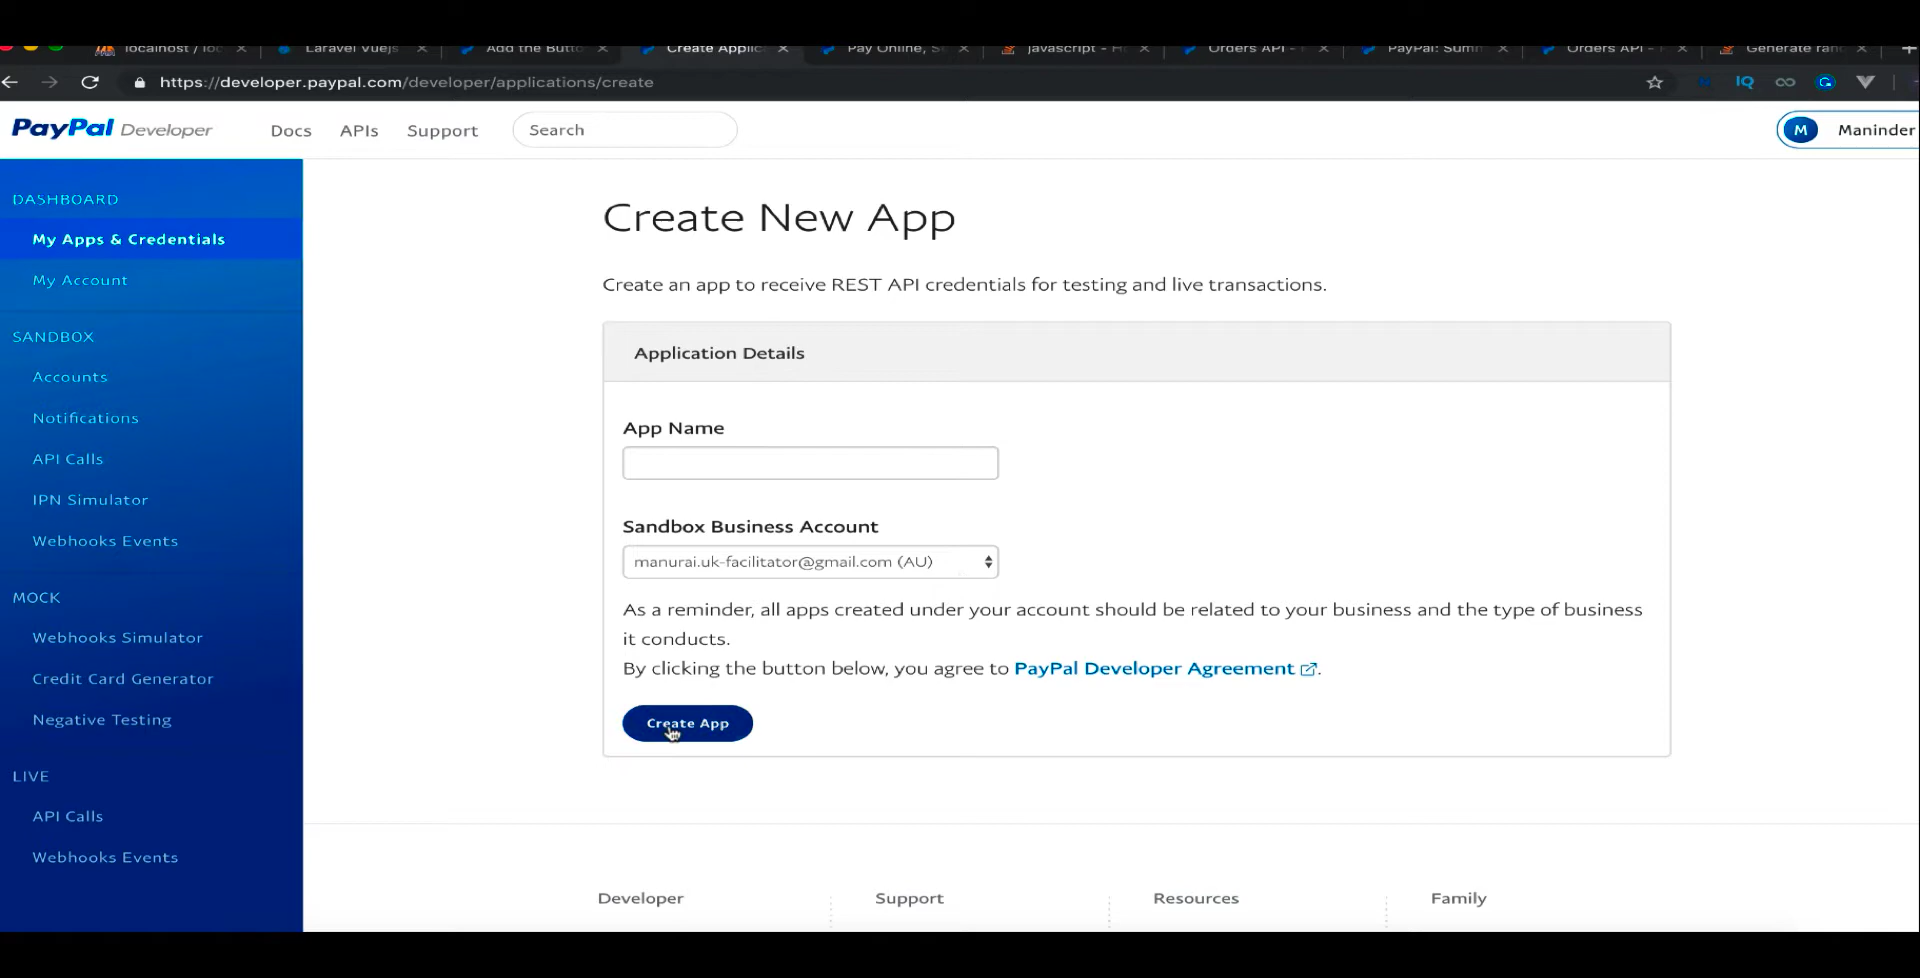 localhost / loc
Laravel Vuejs
Add the Butto
Create Applic
Pay Online, S
javascript - H
Orders API -
PayPal: Summ
Orders API -
Generate ran
https://developer.paypal.com/developer/applications/create
IQ
PayPal Developer
Docs
APIs
Support
Search
M
Maninder
DASHBOARD
My Apps & Credentials
My Account
SANDBOX
Accounts
Notifications
API Calls
IPN Simulator
Webhooks Events
MOCK
Webhooks Simulator
Credit Card Generator
Negative Testing
LIVE
API Calls
Webhooks Events
Create New App
Create an app to receive REST API credentials for testing and live transactions.
Application Details
App Name
Sandbox Business Account
manurai.uk-facilitator@gmail.com (AU)
As a reminder, all apps created under your account should be related to your business and the type of business
it conducts.
By clicking the button below, you agree to PayPal Developer Agreement.
Create App
Developer
Support
Resources
Family